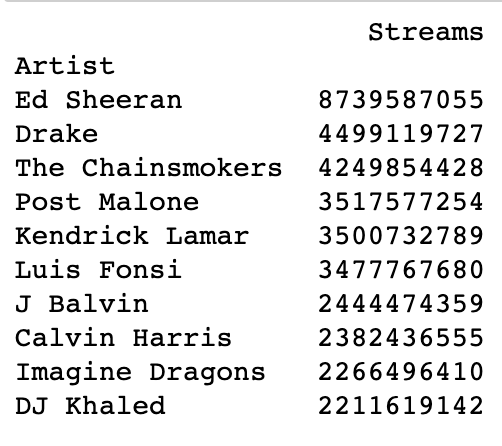 Streams
Artist
Ed Sheeran 8739587055
Drake 4499119727
The Chainsmokers 4249854428
Post Malone 3517577254
Kendrick Lamar 3500732789
Luis Fonsi 3477767680
J Balvin 2444474359
Calvin Harris 2382436555
Imagine Dragons 2266496410
DJ Khaled 2211619142